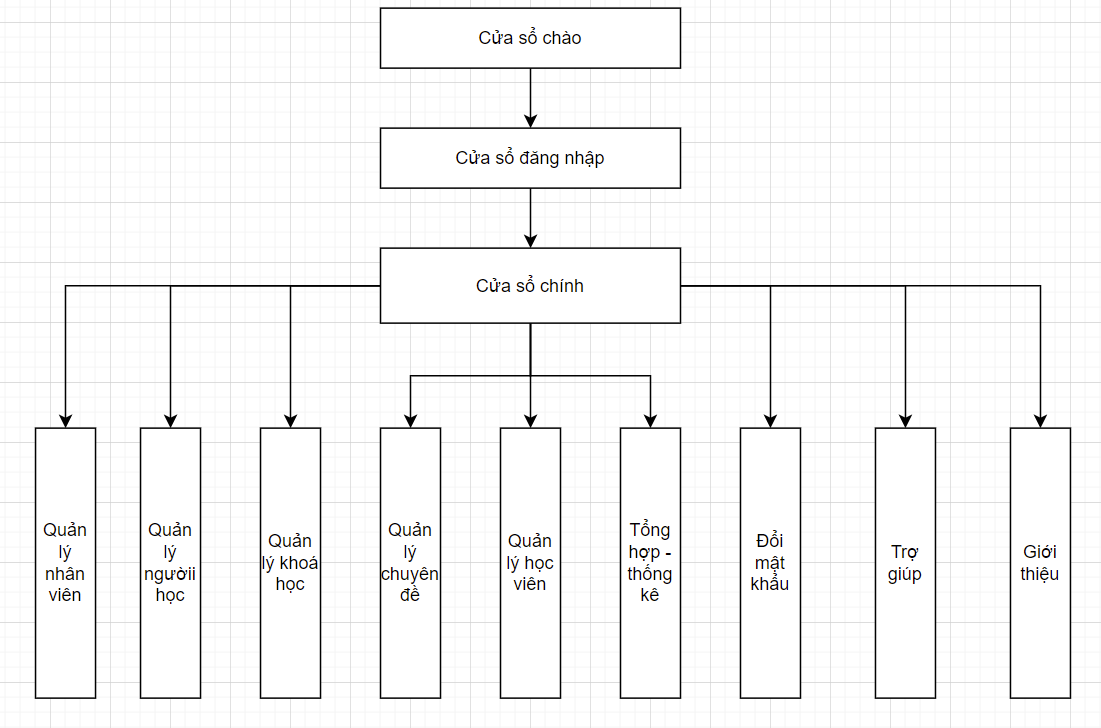 Cửa sổ chào
Cửa sổ đăng nhập
Cửa sổ chính
Quản
lý
nhân
viên
Quản
lý
ngườii
học
Quản
lý khoá
học
Quản
lý
chuyên
đề
Quản
lý học
viên
Tổng
hợp -
thống
kê
Đổi
mật
khẩu
Trợ
giúp
Giới
thiệu